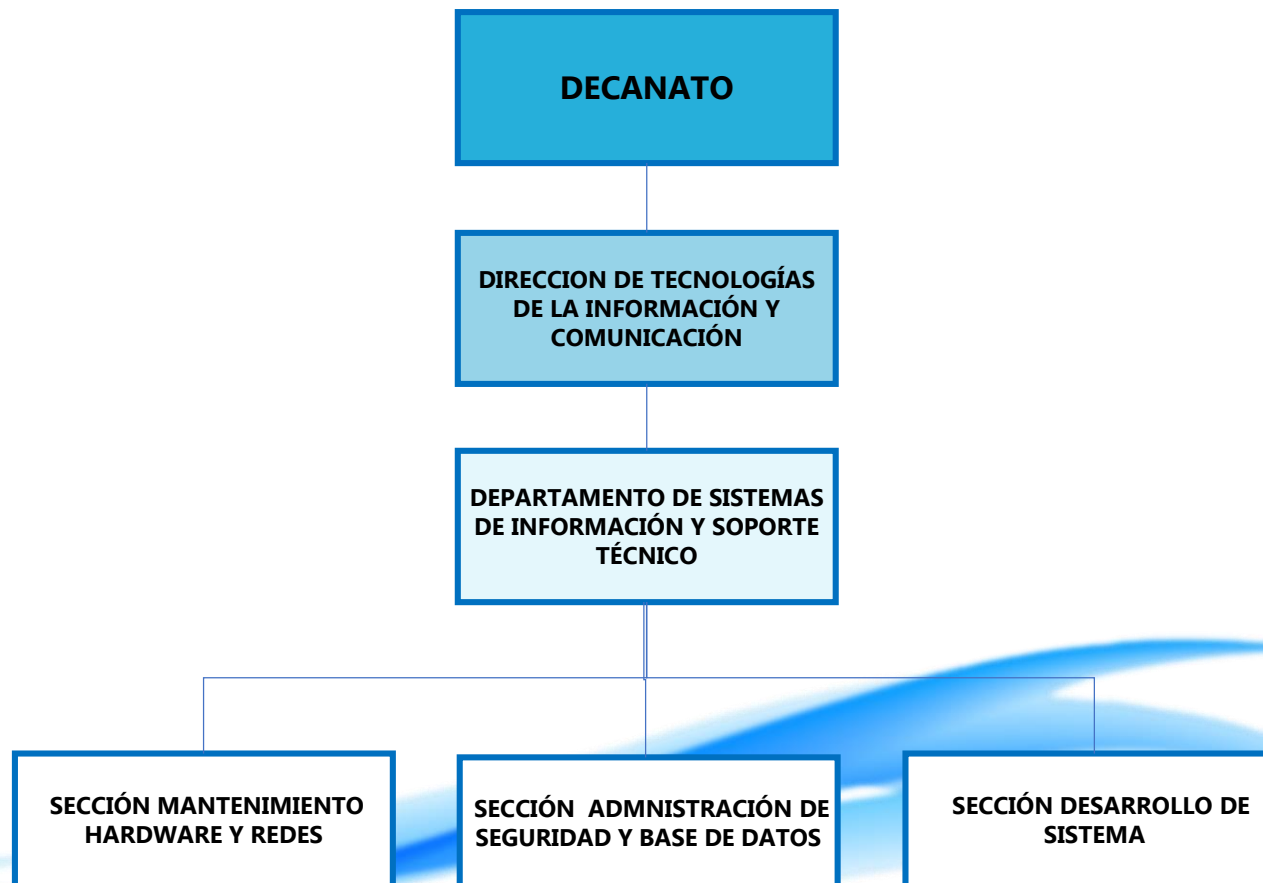 DECANATO
DIRECCION DE TECNOLOGÍAS
DE LA INFORMACIÓN Y
COMUNICACIÓN
DEPARTAMENTO DE SISTEMAS
DE INFORMACIÓN Y SOPORTE
TÉCNICO
SECCIÓN MANTENIMIENTO
HARDWARE Y REDES
SECCIÓN ADMNISTRACIÓN DE
SEGURIDAD Y BASE DE DATOS
SECCIÓN DESARROLLO DE
SISTEMA